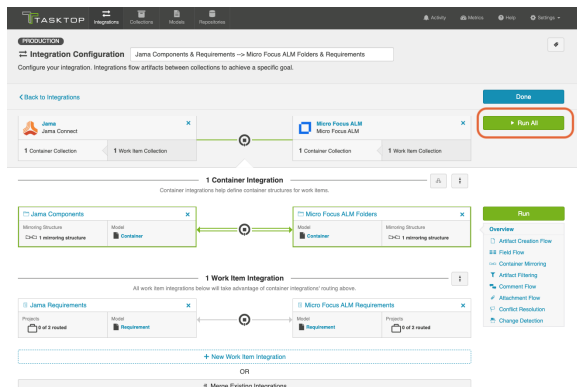 TASKTOP
Integrations
Collections
Models
Repositories
Activity
Metrics
Help
Settings
PRODUCTION
Integration Configuration
Jama Components & Requirements --> Micro Focus ALM Folders & Requirements
Configure your integration. Integrations flow artifacts between collections to achieve a specific goal.
Back to Integrations
Done
Jama
Jama Connect
×
Micro Focus ALM
Micro Focus ALM
×
Run All
1 Container Collection
1 Work Item Collection
1 Container Collection
1 Work Item Collection
1 Container Integration
Container integrations help define container structures for work items.
Jama Components
×
Micro Focus ALM Folders
×
Run
Mirroring Structure
1 mirroring structure
Model
Container
Model
Container
Mirroring Structure
1 mirroring structure
Overview
Artifact Creation Flow
Field Flow
Container Mirroring
Artifact Filtering
Comment Flow
Attachment Flow
Conflict Resolution
Change Detection
1 Work Item Integration
All work item integrations below will take advantage of container integrations' routing above.
Jama Requirements
×
Micro Focus ALM Requirements
×
Projects
0 of 3 routed
Model
Requirement
Model
Requirement
Projects
0 of 2 routed
+ New Work Item Integration
OR
Merge Existing Integrations